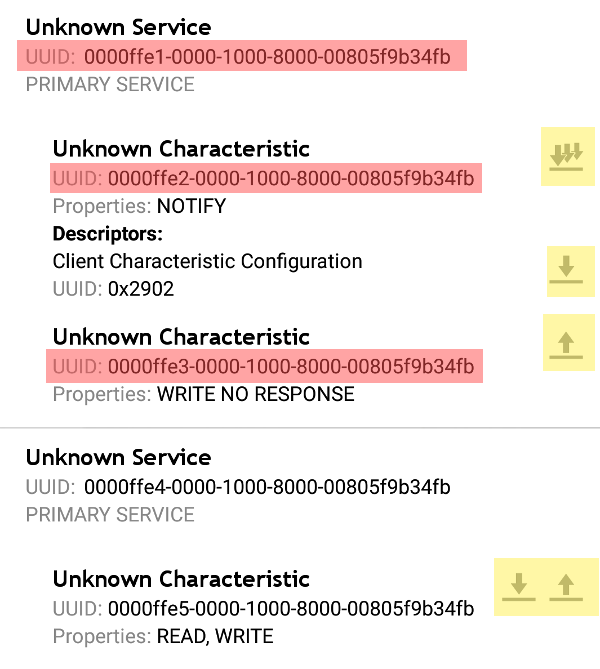 Unknown Service
UUID: 0000ffe1-0000-1000-8000-00805f9b34fb
PRIMARY SERVICE
Unknown Characteristic
UUID: 0000ffe2-0000-1000-8000-00805f9b34fb
Properties: NOTIFY
Descriptors:
Client Characteristic Configuration
UUID: 0x2902
Unknown Characteristic
UUID: 0000ffe3-0000-1000-8000-00805f9b34fb
Properties: WRITE NO RESPONSE
Unknown Service
UUID: 0000ffe4-0000-1000-8000-00805f9b34fb
PRIMARY SERVICE
Unknown Characteristic
UUID: 0000ffe5-0000-1000-8000-00805f9b34fb
Properties: READ, WRITE